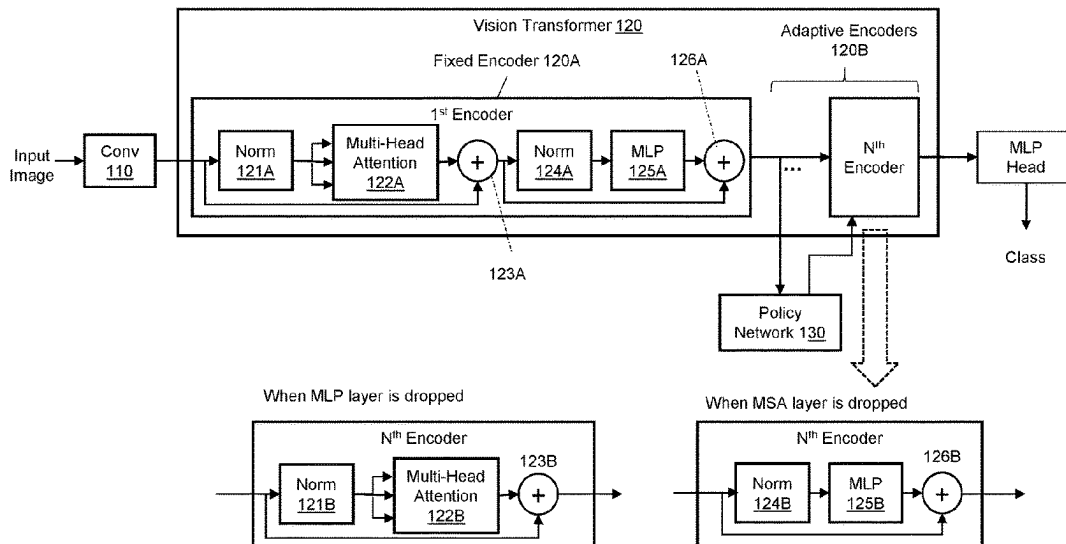 Vision Transformer 120
Adaptive Encoders
120B
Fixed Encoder 120A
126A
1st Encoder
Input
Image
Conv
110
Norm
121A
Multi-Head
Attention
122A
+
Norm
124A
MLP
125A
+
...
Nth
Encoder
MLP
Head
123A
Class
Policy
Network 130
When MLP layer is dropped
When MSA layer is dropped
Nth Encoder
Norm
121B
Multi-Head
Attention
122B
123B
+
Nth Encoder
Norm
124B
MLP
125B
126B
+